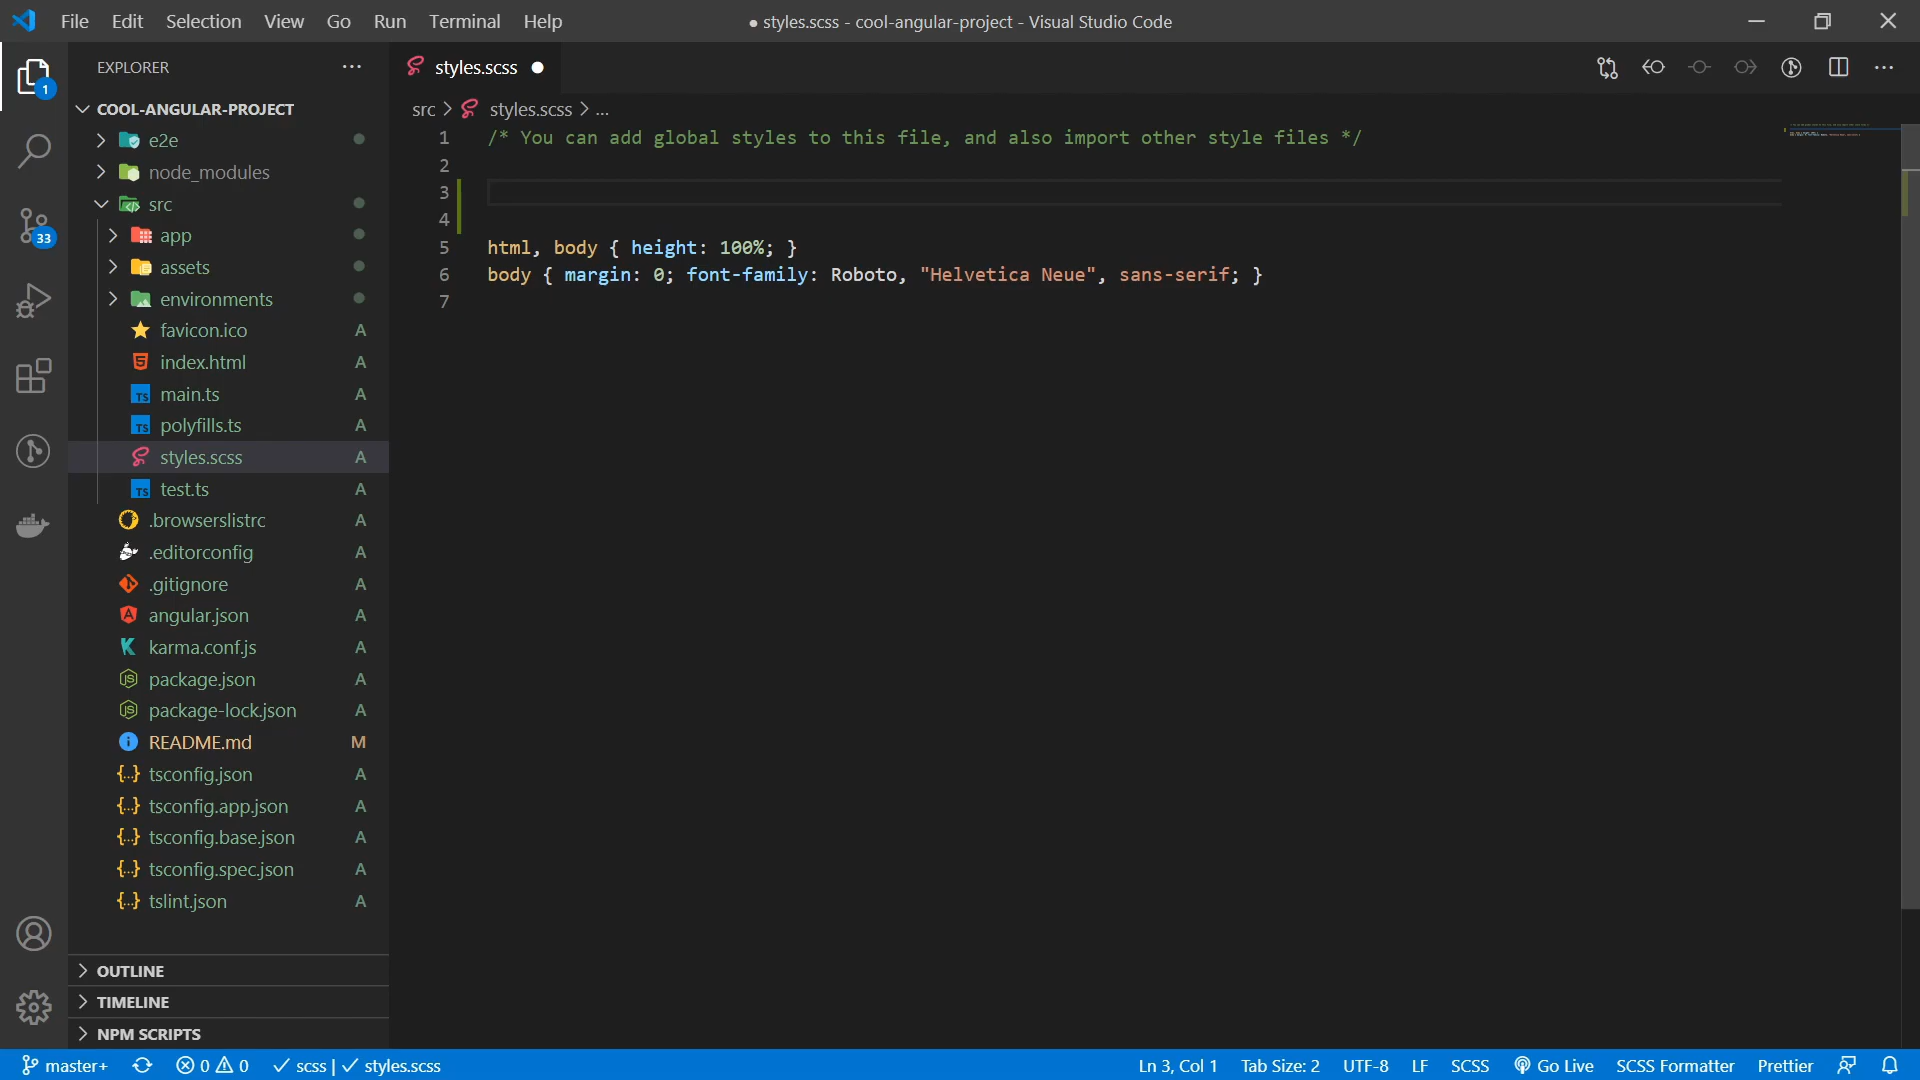 File Edit Selection View Go Run Terminal Help
● styles.scss - cool-angular-project - Visual Studio Code
EXPLORER
COOL-ANGULAR-PROJECT
e2e
node_modules
src
app
assets
environments
favicon.ico A
index.html A
TS main.ts A
TS polyfills.ts A
styles.scss A
TS test.ts A
.browserslistrc A
.editorconfig A
.gitignore A
angular.json A
karma.conf.js A
package.json A
package-lock.json A
README.md M
{...} tsconfig.json A
{...} tsconfig.app.json A
{...} tsconfig.base.json A
{...} tsconfig.spec.json A
{...} tslint.json A
OUTLINE
TIMELINE
NPM SCRIPTS
1
33
styles.scss ●
src > styles.scss > ...
1 /* You can add global styles to this file, and also import other style files */
2
3
4
5 html, body { height: 100%; }
6 body { margin: 0; font-family: Roboto, "Helvetica Neue", sans-serif; }
7
master+ 0 0 ✓ scss | ✓ styles.scss Ln 3, Col 1 Tab Size: 2 UTF-8 LF SCSS Go Live SCSS Formatter Prettier